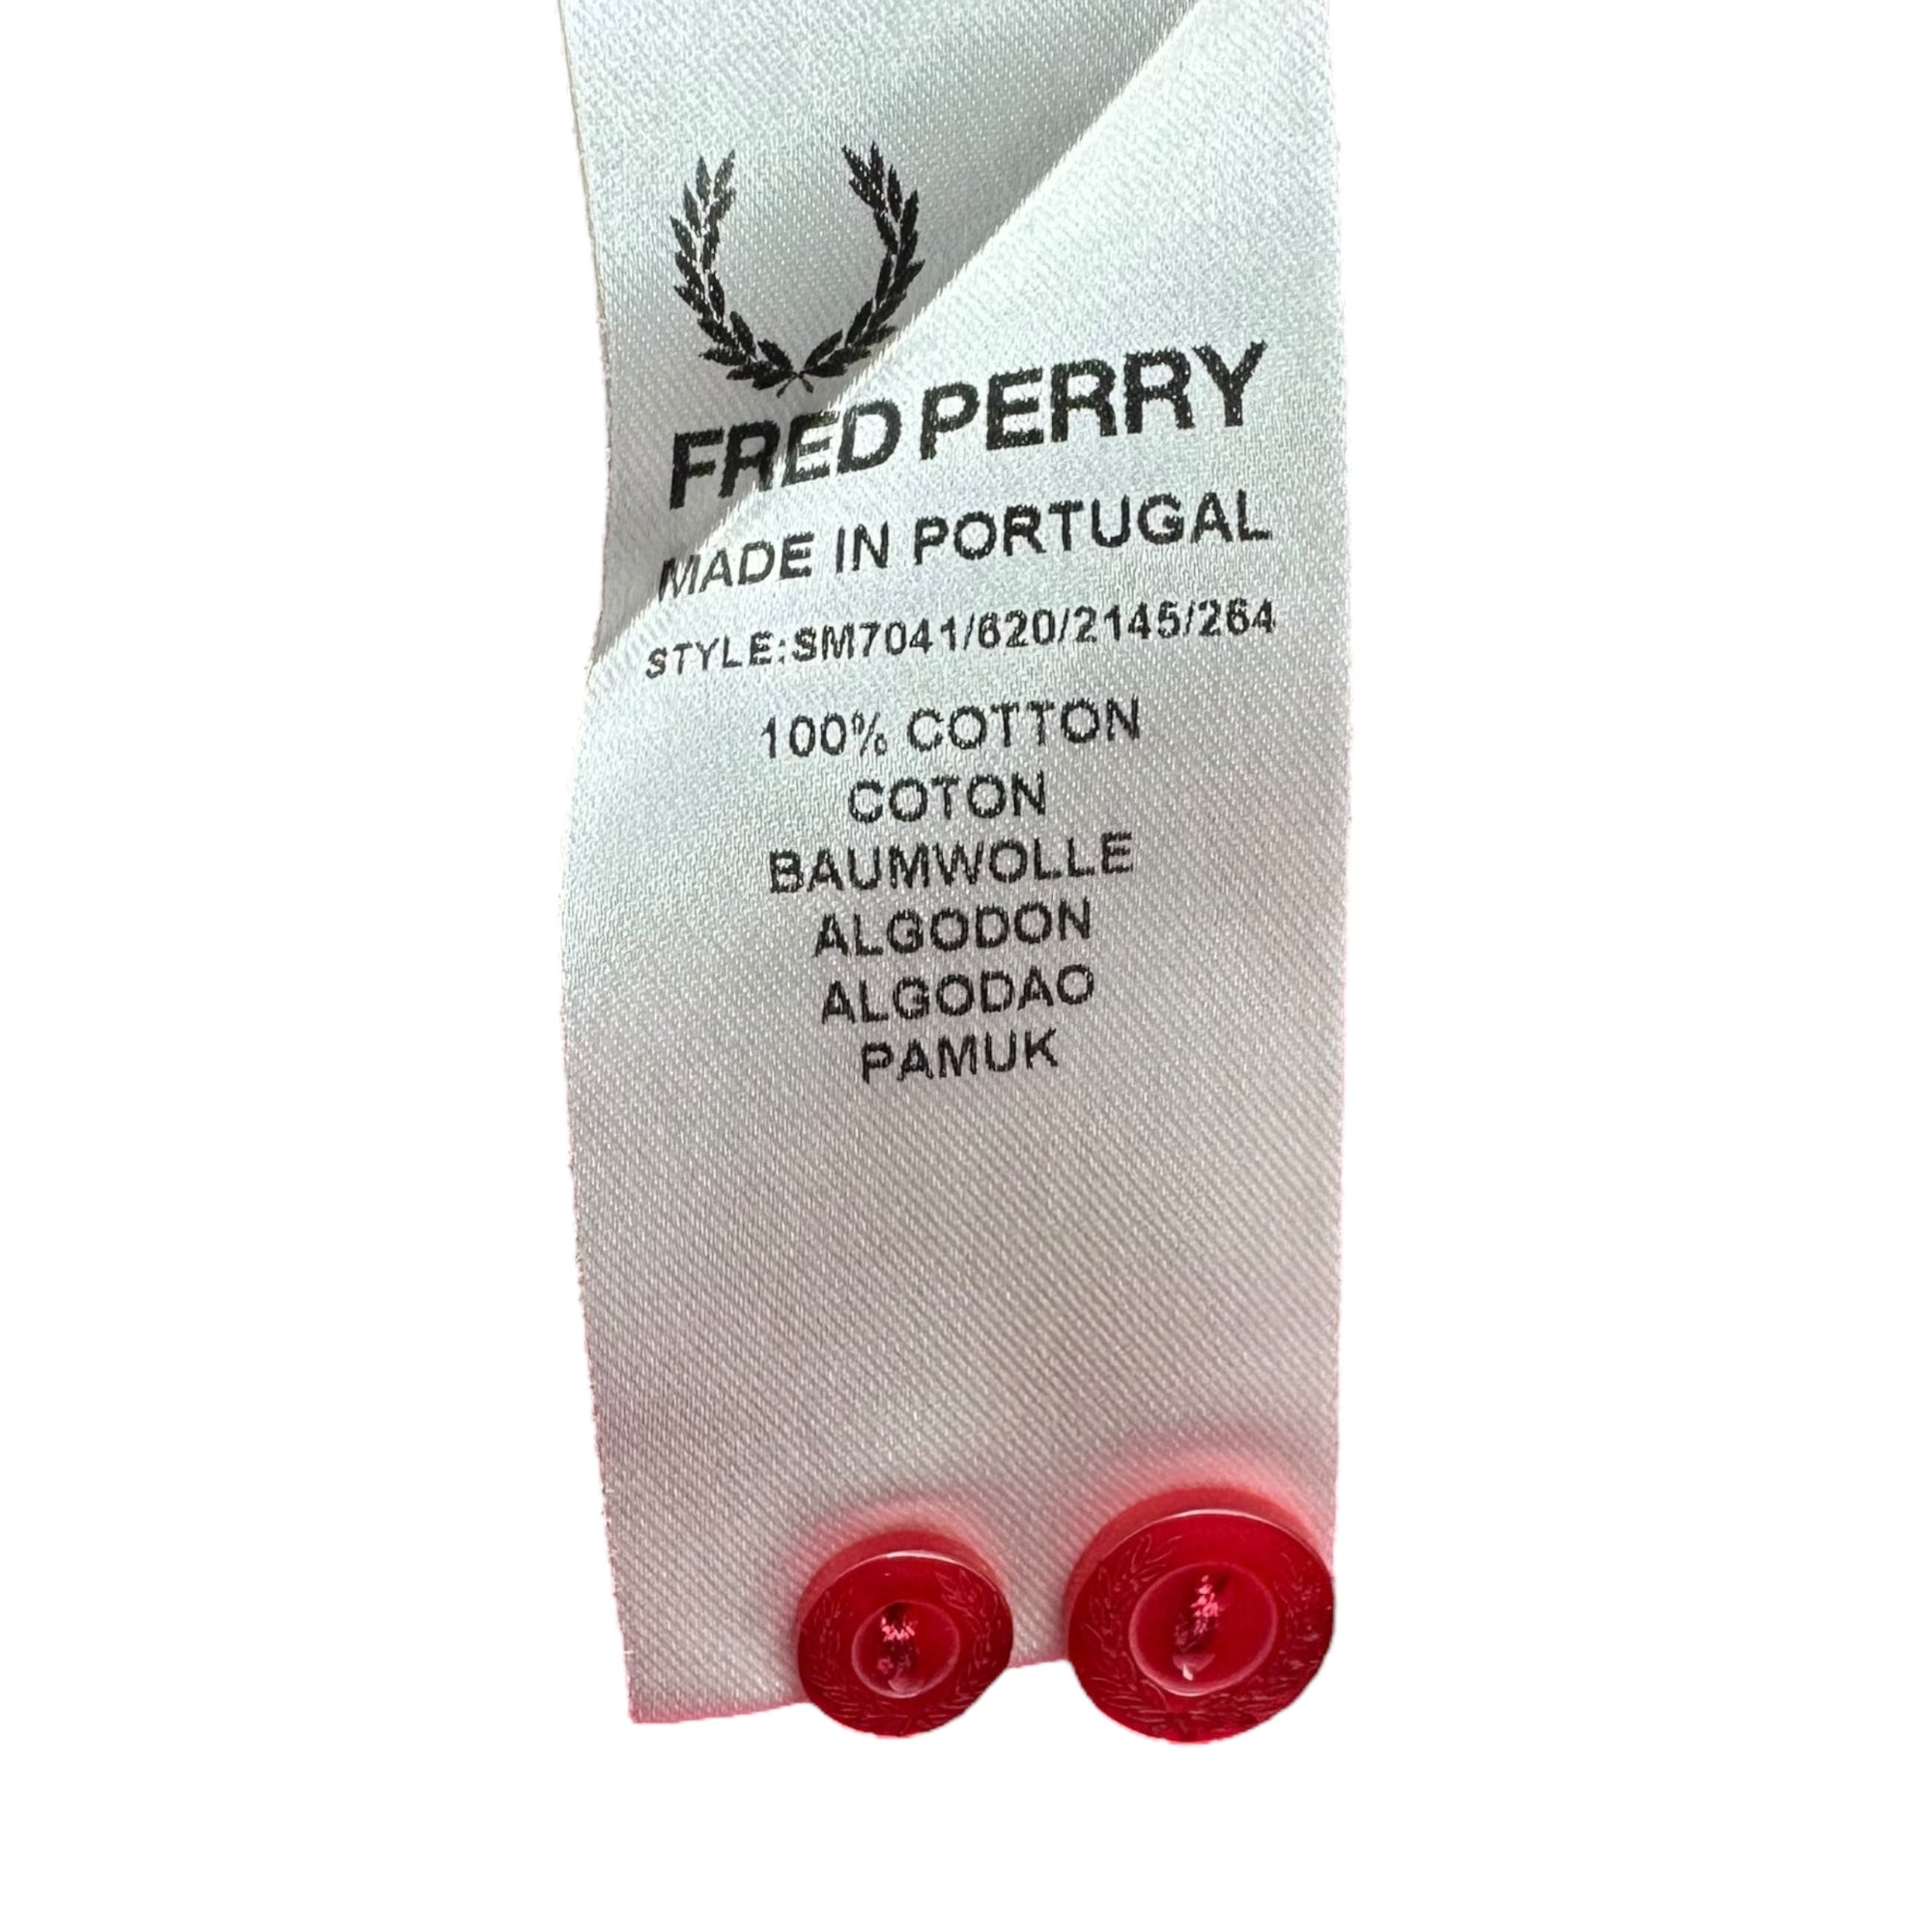 FRED PERRY
MADE IN PORTUGAL
STYLE:SM7041/620/2145/264
100% COTTON
COTON
BAUMWOLLE
ALGODON
ALGODAO
PAMUK